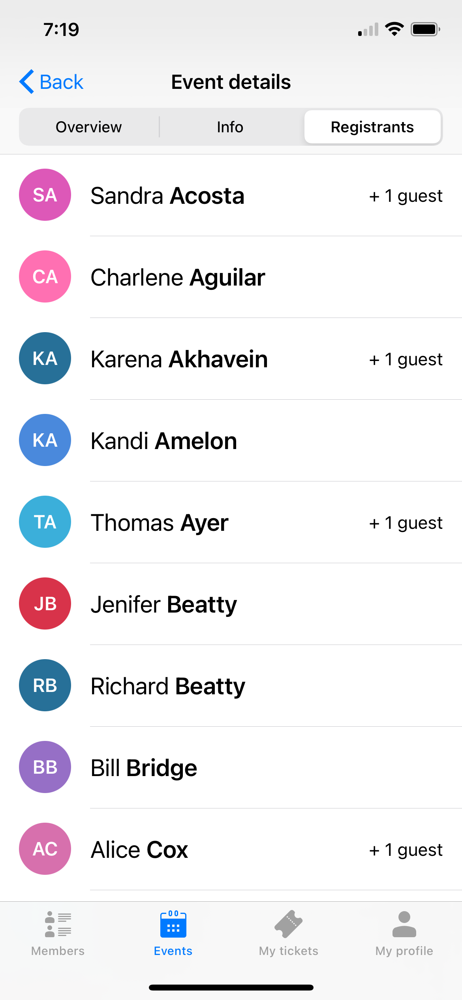 7:19
Back
Event details
Overview
Info
Registrants
SA
Sandra Acosta
+ 1 guest
CA
Charlene Aguilar
KA
Karena Akhavein
+ 1 guest
KA
Kandi Amelon
TA
Thomas Ayer
+ 1 guest
JB
Jenifer Beatty
RB
Richard Beatty
BB
Bill Bridge
AC
Alice Cox
+ 1 guest
Members
Events
My tickets
My profile